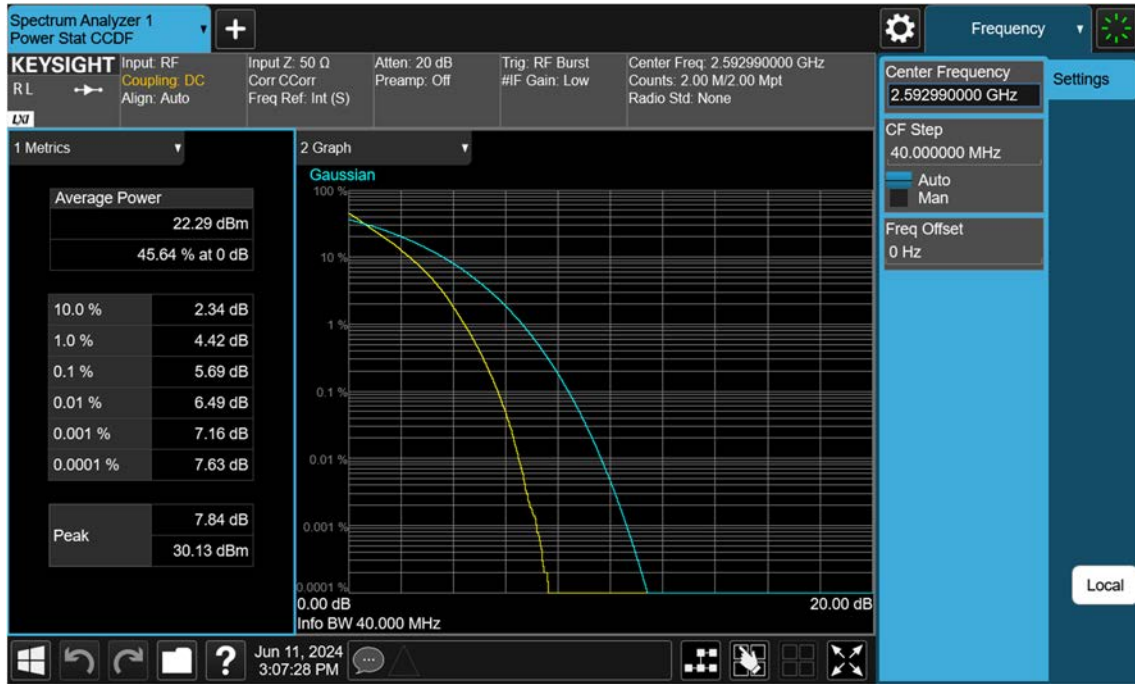 Spectrum Analyzer 1
Power Stat CCDF
Frequency
KEYSIGHT
R L
LXI
Input: RF
Coupling: DC
Align: Auto
Input Z: 50 Ω
Corr CCorr
Freq Ref: Int (S)
Atten: 20 dB
Preamp: Off
Trig: RF Burst
#IF Gain: Low
Center Freq: 2.592990000 GHz
Counts: 2.00 M/2.00 Mpt
Radio Std: None
Center Frequency
2.592990000 GHz
Settings
CF Step
40.000000 MHz
Auto
Man
Freq Offset
0 Hz
1 Metrics
Average Power
22.29 dBm
45.64 % at 0 dB
10.0 % 2.34 dB
1.0 % 4.42 dB
0.1 % 5.69 dB
0.01 % 6.49 dB
0.001 % 7.16 dB
0.0001 % 7.63 dB
Peak
7.84 dB
30.13 dBm
2 Graph
Gaussian
100 %
10 %
1 %
0.1 %
0.01 %
0.001 %
0.0001 %
0.00 dB 20.00 dB
Info BW 40.000 MHz
Local
?
Jun 11, 2024
3:07:28 PM